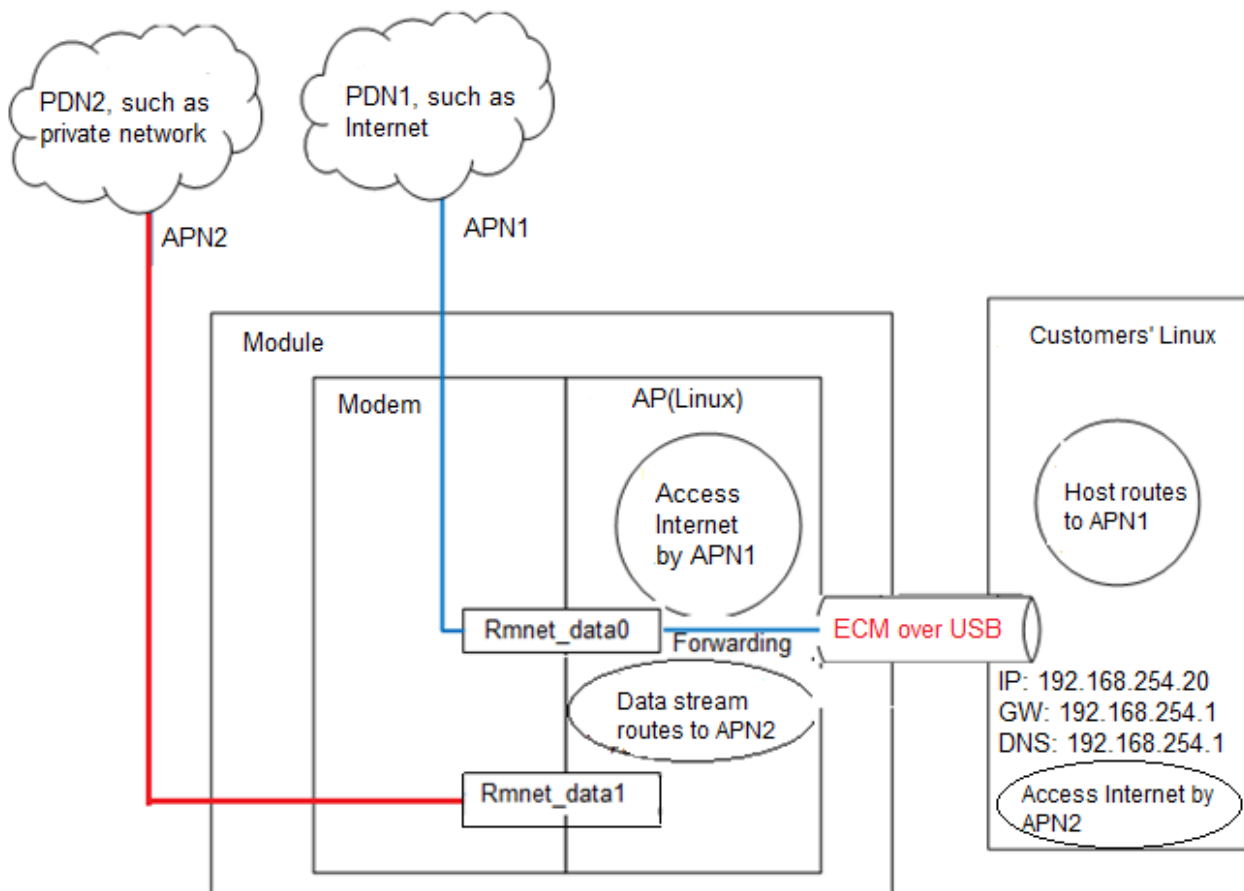 PDN2, such as
private network
PDN1, such as
Internet
APN2
APN1
Module
Modem
AP(Linux)
Access
Internet
by APN1
Rmnet_data0
Forwarding
Data stream
routes to APN2
Rmnet_data1
ECM over USB
Customers' Linux
Host routes
to APN1
IP: 192.168.254.20
GW: 192.168.254.1
DNS: 192.168.254.1
Access Internet by
APN2